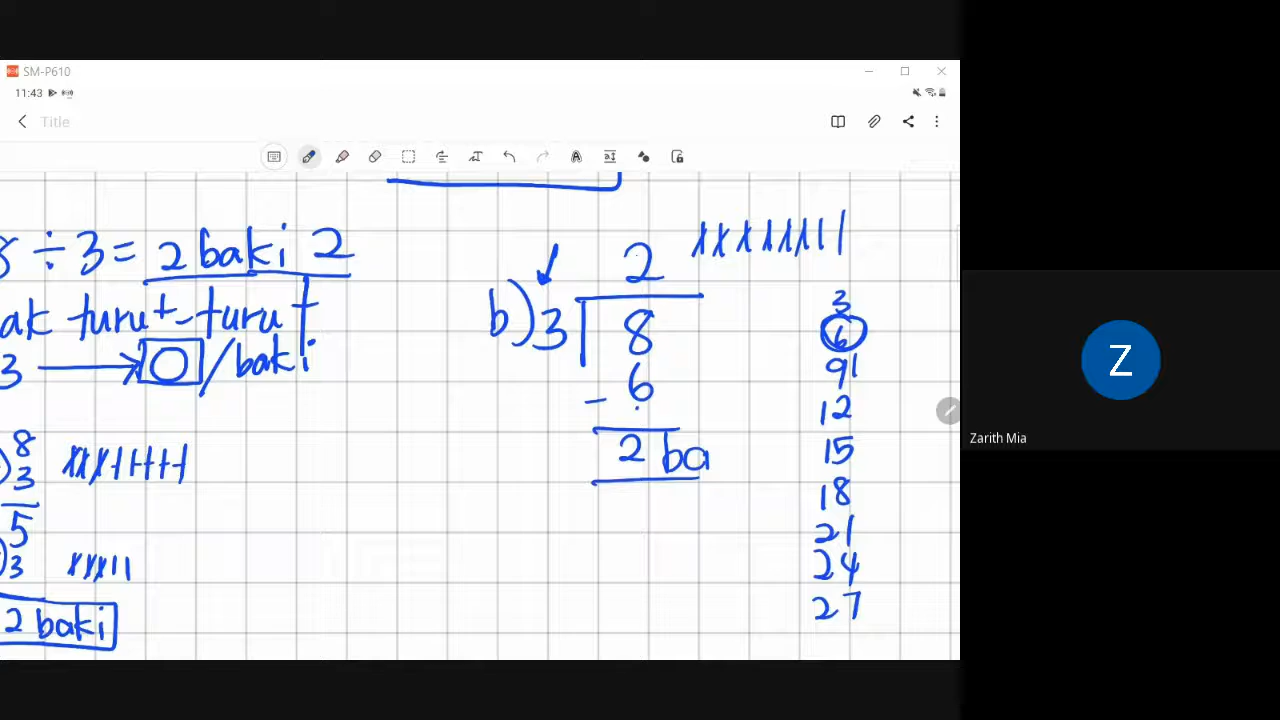 SM-P610
11:43
Title
8 ÷ 3 = 2 baki 2
ak turut-turut
3 → 0 / baki
8
3
5
3
2 baki
b) 3 8
2
6
- 2 ba
3
6
9
12
15
18
21
24
27
Z
Zarith Mia